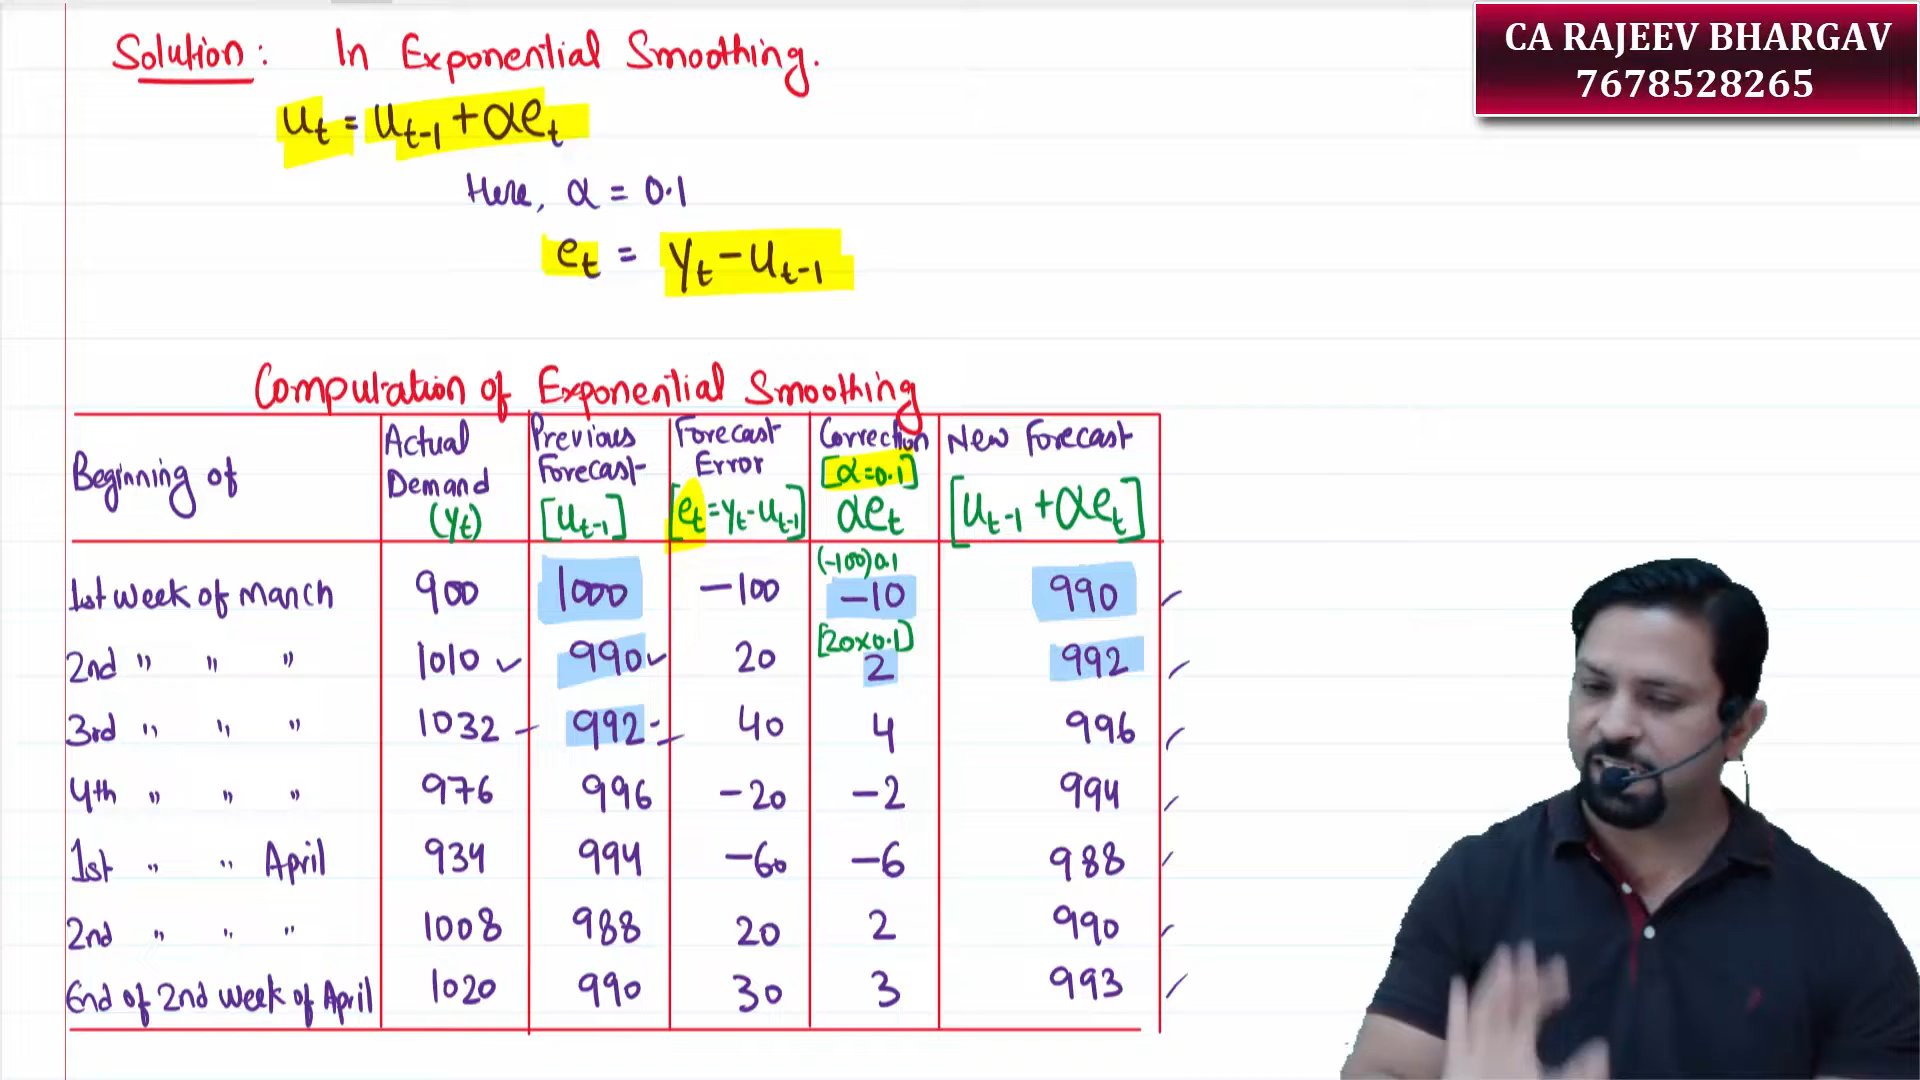 CA RAJEEV BHARGAV
7678528265
Solution: In Exponential Smoothing.
ut = ut-1 + αet
Here, α = 0.1
et = yt - ut-1
Computation of Exponential Smoothing
Beginning of | Actual Demand (yt) | Previous Forecast [ut-1] | Forecast Error [et = yt - ut-1] | Correction [α=0.1] αet | New Forecast [ut-1 + αet]
1st week of March 900 1000 -100 (-100)0.1 -10 990
2nd " " " 1010 990 20 [20×0.1] 2 992
3rd " " " 1032 992 40 4 996
4th " " " 976 996 -20 -2 994
1st " " April 934 994 -60 -6 988
2nd " " " 1008 988 20 2 990
End of 2nd week of April 1020 990 30 3 993